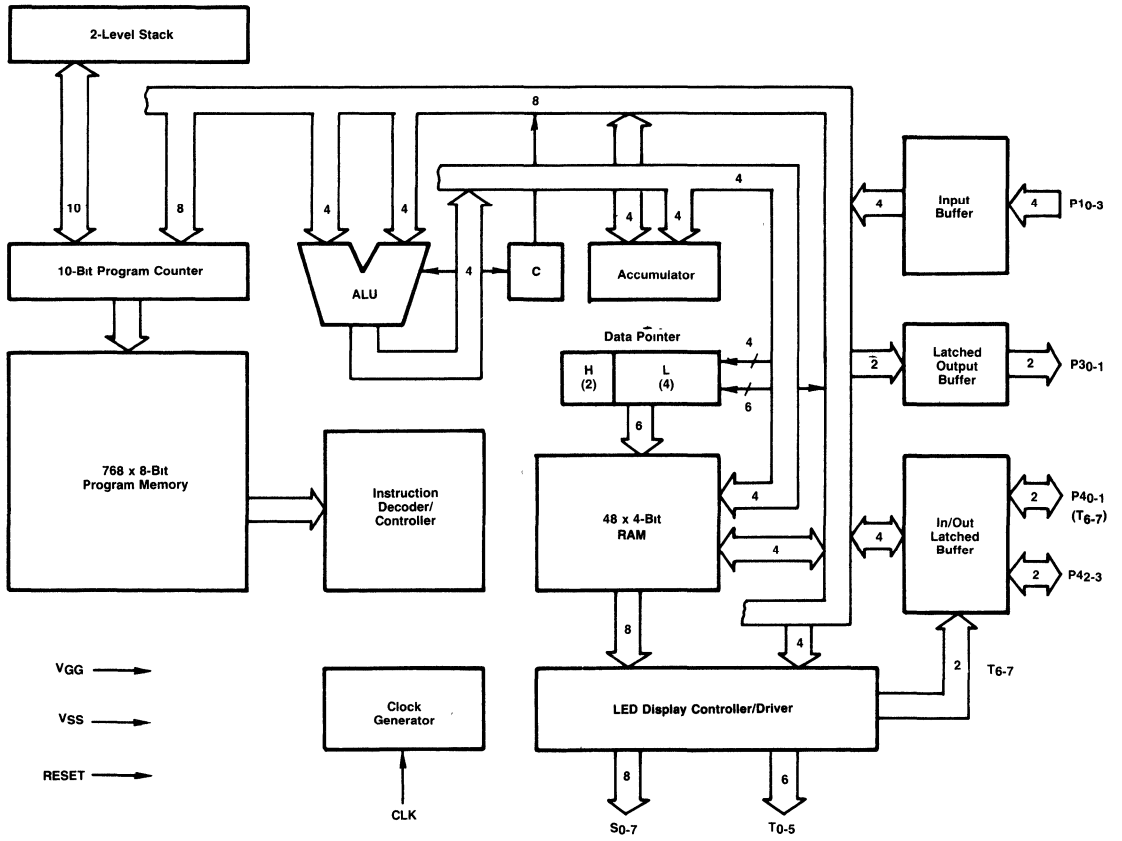 2-Level Stack
8
10
8
4
4
4
4
4
4
Input
Buffer
4
P10-3
10-Bit Program Counter
ALU
4
C
Accumulator
Data Pointer
H
(2)
L
(4)
4
6
2
Latched
Output
Buffer
2
P30-1
6
768 x 8-Bit
Program Memory
Instruction
Decoder/
Controller
48 x 4-Bit
RAM
4
4
4
In/Out
Latched
Buffer
2
P40-1
(T6-7)
2
P42-3
8
4
2
T6-7
VGG
VSS
RESET
Clock
Generator
CLK
LED Display Controller/Driver
8
6
S0-7
T0-5